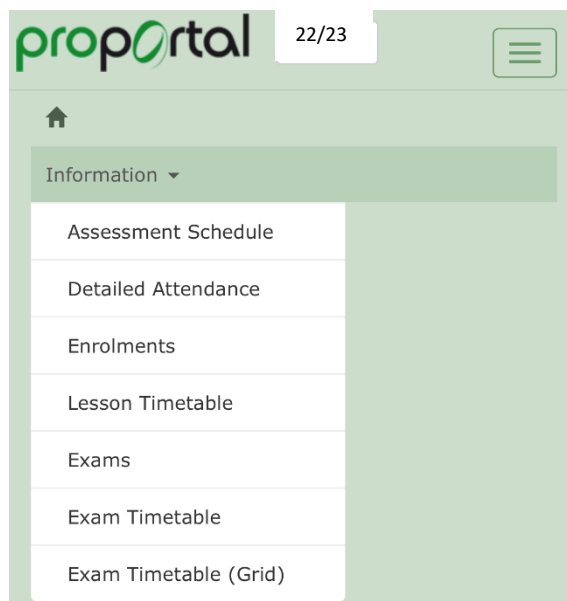 proportal
22/23
Information
Assessment Schedule
Detailed Attendance
Enrolments
Lesson Timetable
Exams
Exam Timetable
Exam Timetable (Grid)